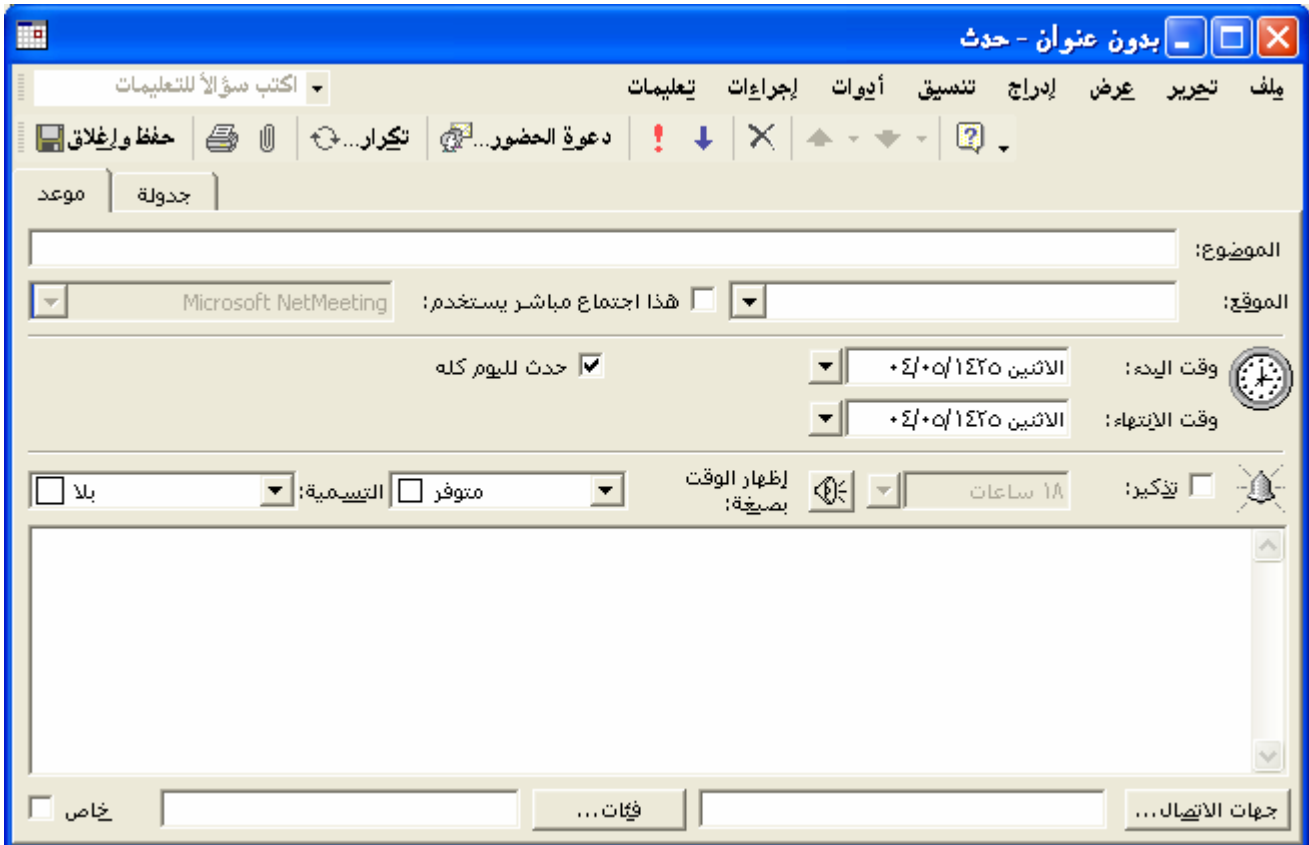 بدون عنوان - حدث
ملف تحرير عرض إدراج تنسيق أدوات إجراءات تعليمات اكتب سؤالاً للتعليمات
حفظ وإغلاق تكرار... دعوة الحضور...
موعد جدولة
الموضوع:
الموقع: هذا اجتماع مباشر يستخدم: Microsoft NetMeeting
وقت البدء: الاثنين ٠٤/٠٥/١٤٢٥ حدث لليوم كله
وقت الانتهاء: الاثنين ٠٤/٠٥/١٤٢٥
تذكير: ١٨ ساعات إظهار الوقت بصيغة: متوفر التسمية: بلا
جهات الاتصال... فئات... خاص